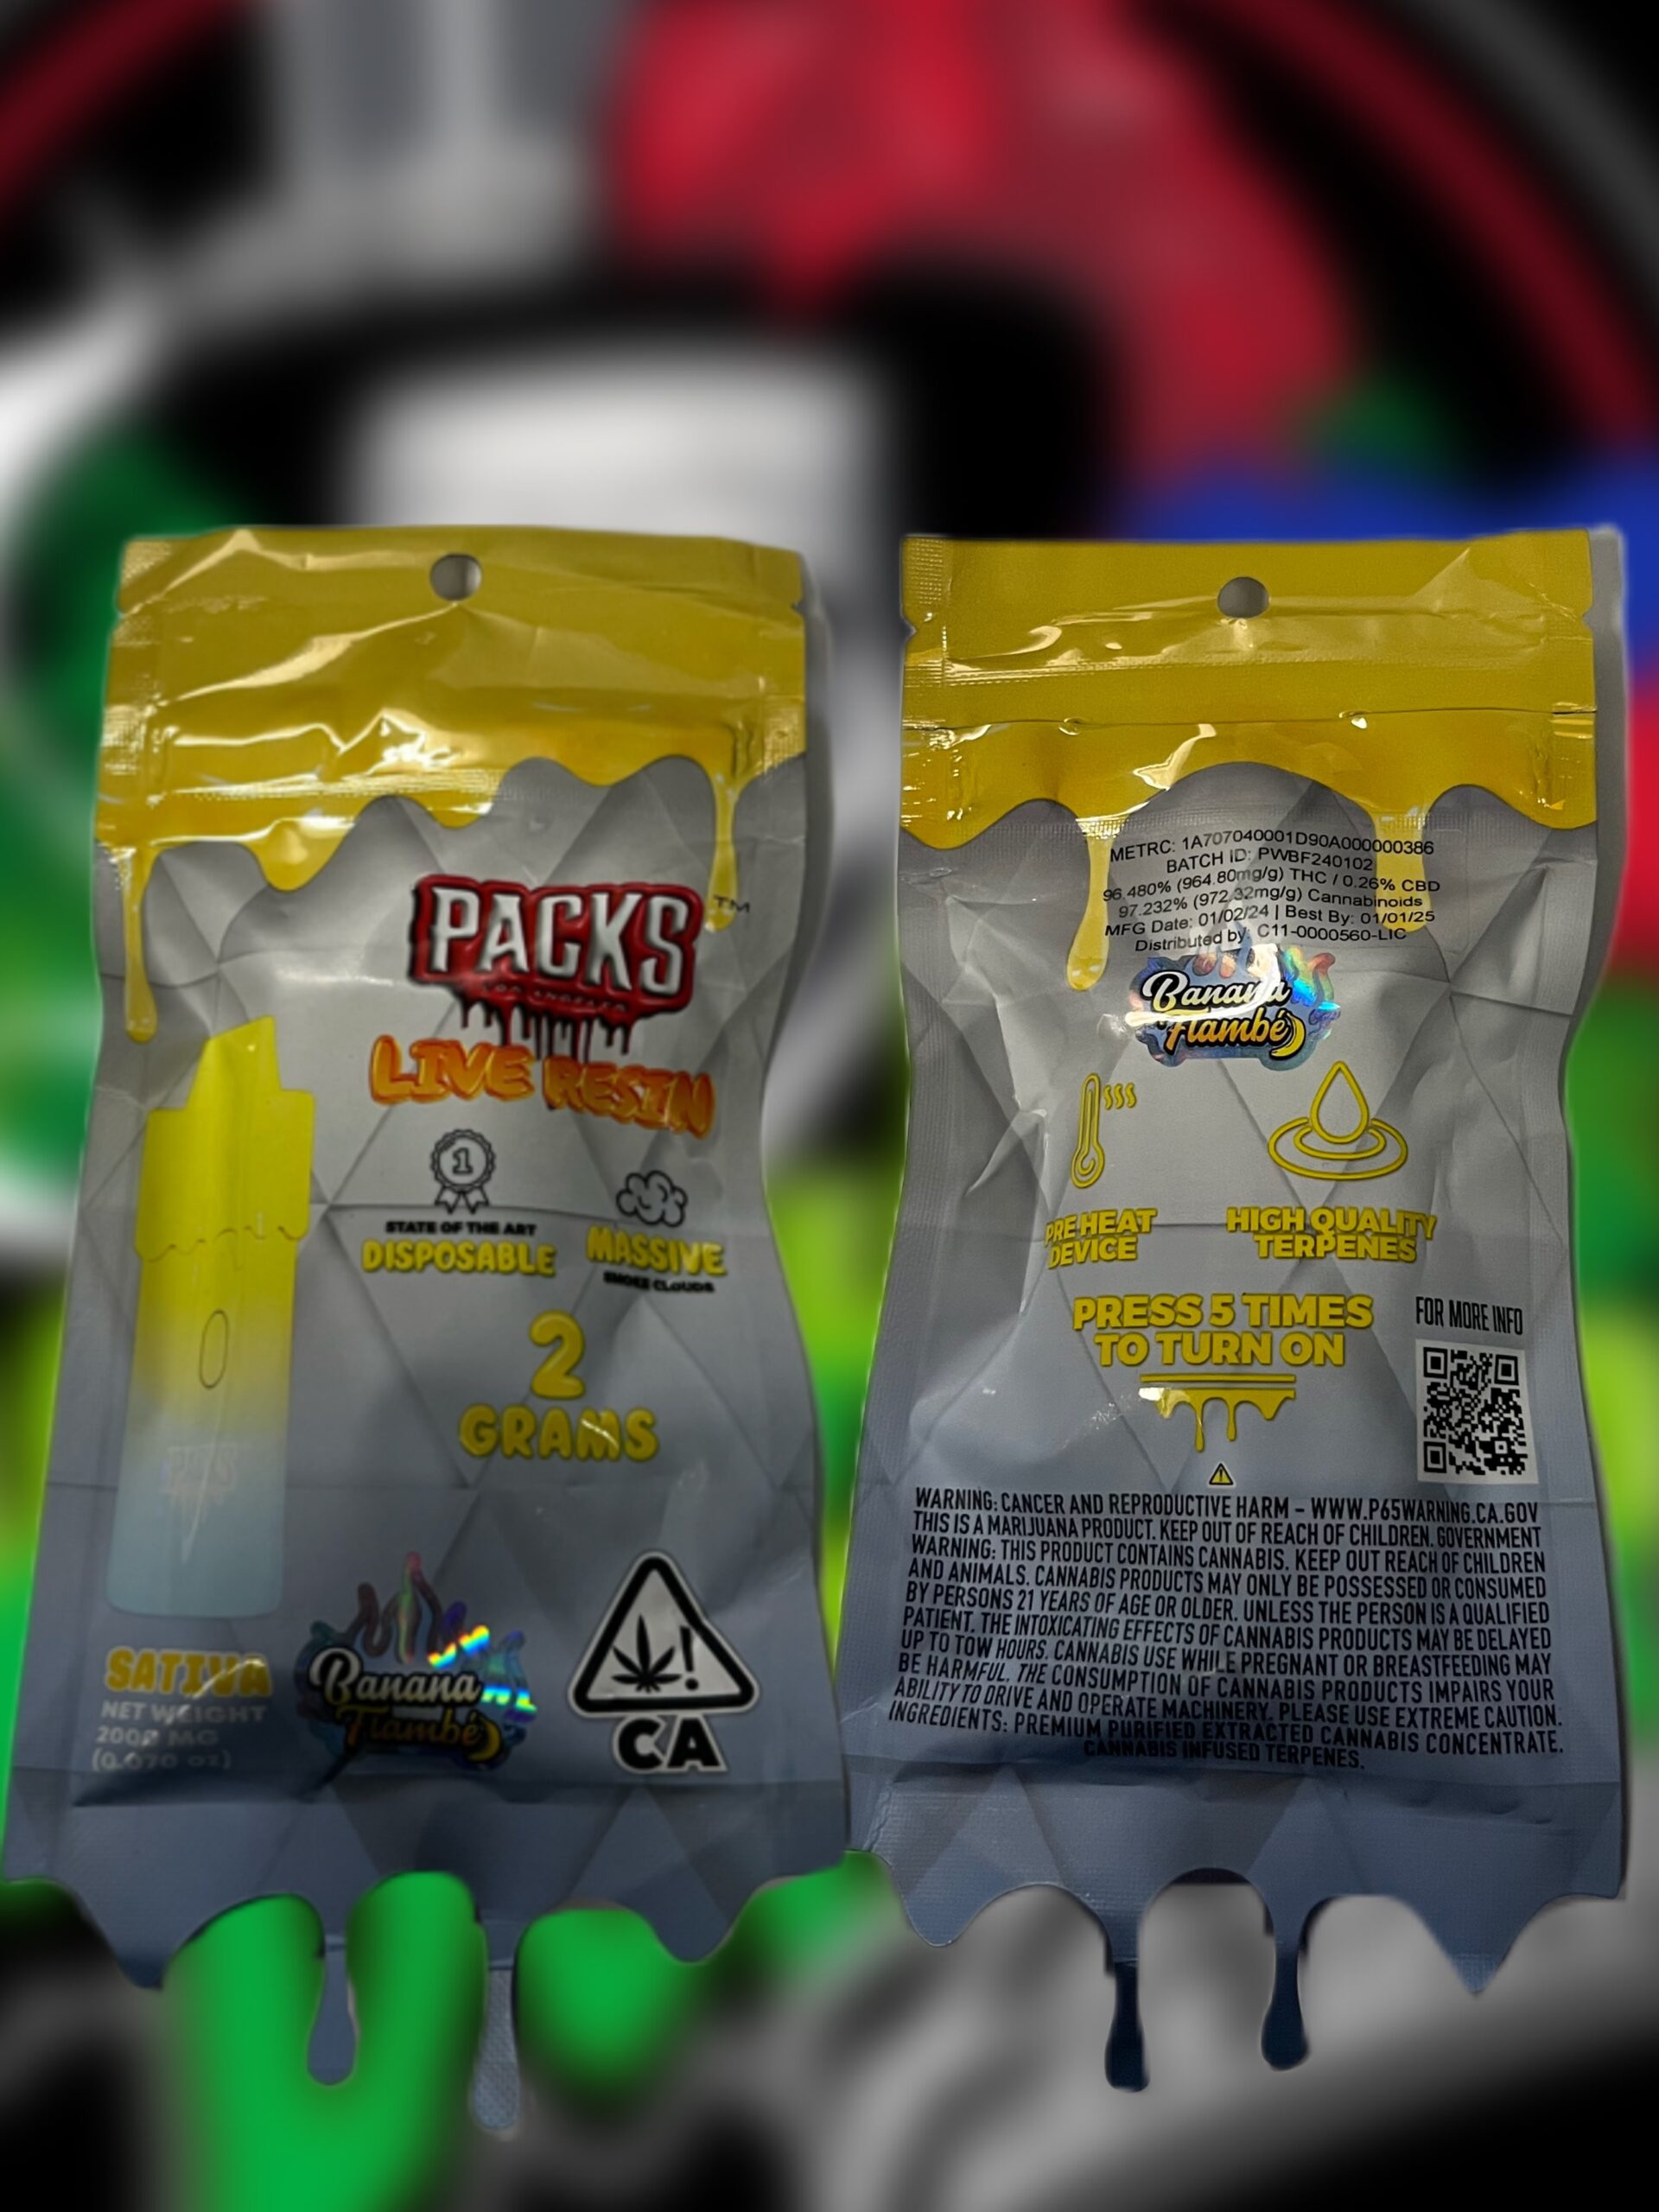 PACKS
TM
LOS ANGELES
LIVE RESIN
1
STATE OF THE ART
DISPOSABLE
MASSIVE
SMOKE CLOUDS
2
GRAMS
SATIVA
NET WEIGHT
2000 MG
(0.070 oz)
Banana
Flambé
!
CA
METRC: 1A707040001D90A000000386
BATCH ID: PWBF240102
96.480% (964.80mg/g) THC / 0.26% CBD
97.232% (972.32mg/g) Cannabinoids
MFG Date: 01/02/24 | Best By: 01/01/25
Distributed by: C11-0000560-LIC
Banana
Flambé
PRE HEAT
DEVICE
HIGH QUALITY
TERPENES
PRESS 5 TIMES
TO TURN ON
FOR MORE INFO
WARNING: CANCER AND REPRODUCTIVE HARM – WWW.P65WARNING.CA.GOV
THIS IS A MARIJUANA PRODUCT. KEEP OUT OF REACH OF CHILDREN. GOVERNMENT
WARNING: THIS PRODUCT CONTAINS CANNABIS. KEEP OUT REACH OF CHILDREN
AND ANIMALS. CANNABIS PRODUCTS MAY ONLY BE POSSESSED OR CONSUMED
BY PERSONS 21 YEARS OF AGE OR OLDER. UNLESS THE PERSON IS A QUALIFIED
PATIENT. THE INTOXICATING EFFECTS OF CANNABIS PRODUCTS MAY BE DELAYED
UP TO TOW HOURS. CANNABIS USE WHILE PREGNANT OR BREASTFEEDING MAY
BE HARMFUL. THE CONSUMPTION OF CANNABIS PRODUCTS IMPAIRS YOUR
ABILITY TO DRIVE AND OPERATE MACHINERY. PLEASE USE EXTREME CAUTION.
INGREDIENTS: PREMIUM PURIFIED EXTRACTED CANNABIS CONCENTRATE.
CANNABIS INFUSED TERPENES.